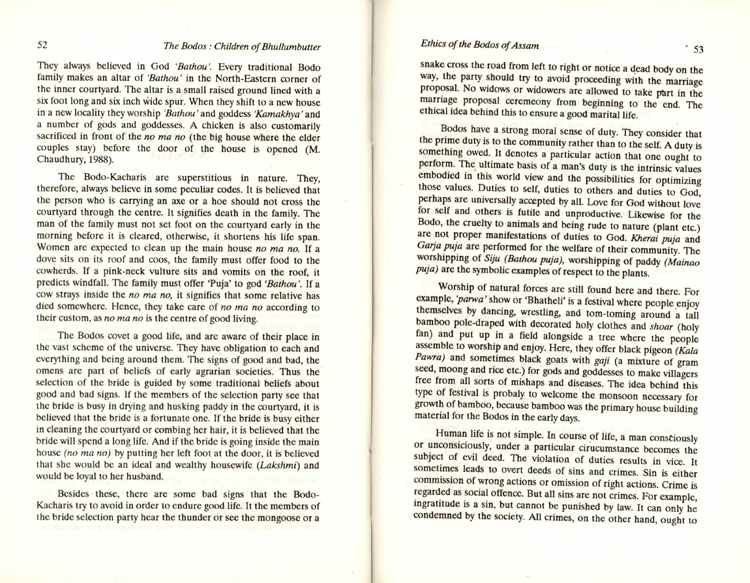 52
The Bodos : Children of Bhullumbutter
They always believed in God 'Bathou'. Every traditional Bodo
family makes an altar of 'Bathou' in the North-Eastern corner of
the inner courtyard. The altar is a small raised ground lined with a
six foot long and six inch wide spur. When they shift to a new house
in a new locality they worship 'Bathou' and goddess 'Kamakhya' and
a number of gods and goddesses. A chicken is also customarily
sacrificed in front of the no ma no (the big house where the elder
couples stay) before the door of the house is opened (M.
Chaudhury, 1988).
The Bodo-Kacharis are superstitious in nature. They,
therefore, always believe in some peculiar codes. It is believed that
the person who is carrying an axe or a hoe should not cross the
courtyard through the centre. It signifies death in the family. The
man of the family must not set foot on the courtyard early in the
morning before it is cleared, otherwise, it shortens his life span.
Women are expected to clean up the main house no ma no. If a
dove sits on its roof and coos, the family must offer food to the
cowherds. If a pink-neck vulture sits and vomits on the roof, it
predicts windfall. The family must offer 'Puja' to god 'Bathou'. If a
cow strays inside the no ma no, it signifies that some relative has
died somewhere. Hence, they take care of no ma no according to
their custom, as no ma no is the centre of good living.
The Bodos covet a good life, and are aware of their place in
the vast scheme of the universe. They have obligation to each and
everything and being around them. The signs of good and bad, the
omens are part of beliefs of early agrarian societies. Thus the
selection of the bride is guided by some traditional beliefs about
good and bad signs. If the members of the selection party see that
the bride is busy in drying and husking paddy in the courtyard, it is
believed that the bride is a fortunate one. If the bride is busy either
in cleaning the courtyard or combing her hair, it is believed that the
bride will spend a long life. And if the bride is going inside the main
house (no ma no) by putting her left foot at the door, it is believed
that she would be an ideal and wealthy housewife (Lakshmi) and
would be loyal to her husband.
Besides these, there are some bad signs that the Bodo-
Kacharis try to avoid in order to endure good life. It the members of
the bride selection party hear the thunder or see the mongoose or a
Ethics of the Bodos of Assam
53
snake cross the road from left to right or notice a dead body on the
way, the party should try to avoid proceeding with the marriage
proposal. No widows or widowers are allowed to take part in the
marriage proposal ceremeony from beginning to the end. The
ethical idea behind this to ensure a good marital life.
Bodos have a strong moral sense of duty. They consider that
the prime duty is to the community rather than to the self. A duty is
something owed. It denotes a particular action that one ought to
perform. The ultimate basis of a man's duty is the intrinsic values
embodied in this world view and the possibilities for optimizing
those values. Duties to self, duties to others and duties to God,
perhaps are universally accepted by all. Love for God without love
for self and others is futile and unproductive. Likewise for the
Bodo, the cruelty to animals and being rude to nature (plant etc.)
are not proper manifestations of duties to God. Kherai puja and
Garja puja are performed for the welfare of their community. The
worshipping of Siju (Bathou puja), worshipping of paddy (Mainao
puja) are the symbolic examples of respect to the plants.
Worship of natural forces are still found here and there. For
example, 'parwa' show or 'Bhatheli' is a festival where people enjoy
themselves by dancing, wrestling, and tom-toming around a tall
bamboo pole-draped with decorated holy clothes and shoar (holy
fan) and put up in a field alongside a tree where the people
assemble to worship and enjoy. Here, they offer black pigeon (Kala
Pawra) and sometimes black goats with gaji (a mixture of gram
seed, moong and rice etc.) for gods and goddesses to make villagers
free from all sorts of mishaps and diseases. The idea behind this
type of festival is probaly to welcome the monsoon necessary for
growth of bamboo, because bamboo was the primary house building
material for the Bodos in the early days.
Human life is not simple. In course of life, a man consciously
or unconsiously, under a particular cirucumstance becomes the
subject of evil deed. The violation of duties results in vice. It
sometimes leads to overt deeds of sins and crimes. Sin is either
commission of wrong actions or omission of right actions. Crime is
regarded as social offence. But all sins are not crimes. For example,
ingratitude is a sin, but cannot be punished by law. It can only he
condemned by the society. All crimes, on the other hand, ought to